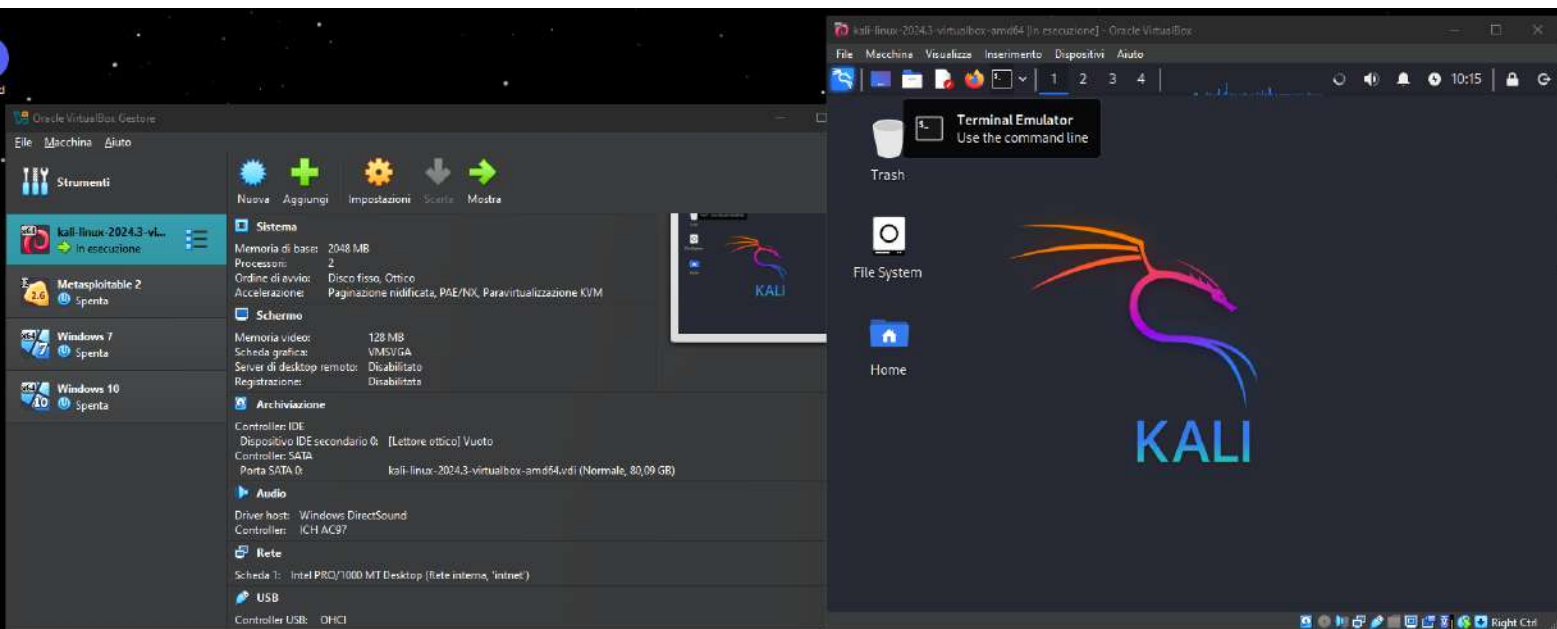 Oracle VirtualBox Gestore
File Macchina Aiuto
Strumenti
Nuova Aggiungi Impostazioni Scarta Mostra
kali-linux-2024.3-vi...
In esecuzione
Metasploitable 2
Spenta
Windows 7
Spenta
Windows 10
Spenta
Sistema
Memoria di base: 2048 MB
Processori: 2
Ordine di avvio: Disco fisso, Ottico
Accelerazione: Paginazione nidificata, PAE/NX, Paravirtualizzazione KVM
Schermo
Memoria video: 128 MB
Scheda grafica: VMSVGA
Server di desktop remoto: Disabilitato
Registrazione: Disabilitata
Archiviazione
Controller: IDE
Dispositivo IDE secondario 0: [Lettore ottico] Vuoto
Controller: SATA
Porta SATA 0: kali-linux-2024.3-virtualbox-amd64.vdi (Normale, 80,09 GB)
Audio
Driver host: Windows DirectSound
Controller: ICH AC97
Rete
Scheda 1: Intel PRO/1000 MT Desktop (Rete interna, 'intnet')
USB
Controller USB: OHCI
KALI
kali-linux-2024.3-virtualbox-amd64 [In esecuzione] - Oracle VirtualBox
File Macchina Visualizza Inserimento Dispositivi Aiuto
1 2 3 4
10:15
Terminal Emulator
Use the command line
Trash
File System
Home
KALI
Right Ctrl